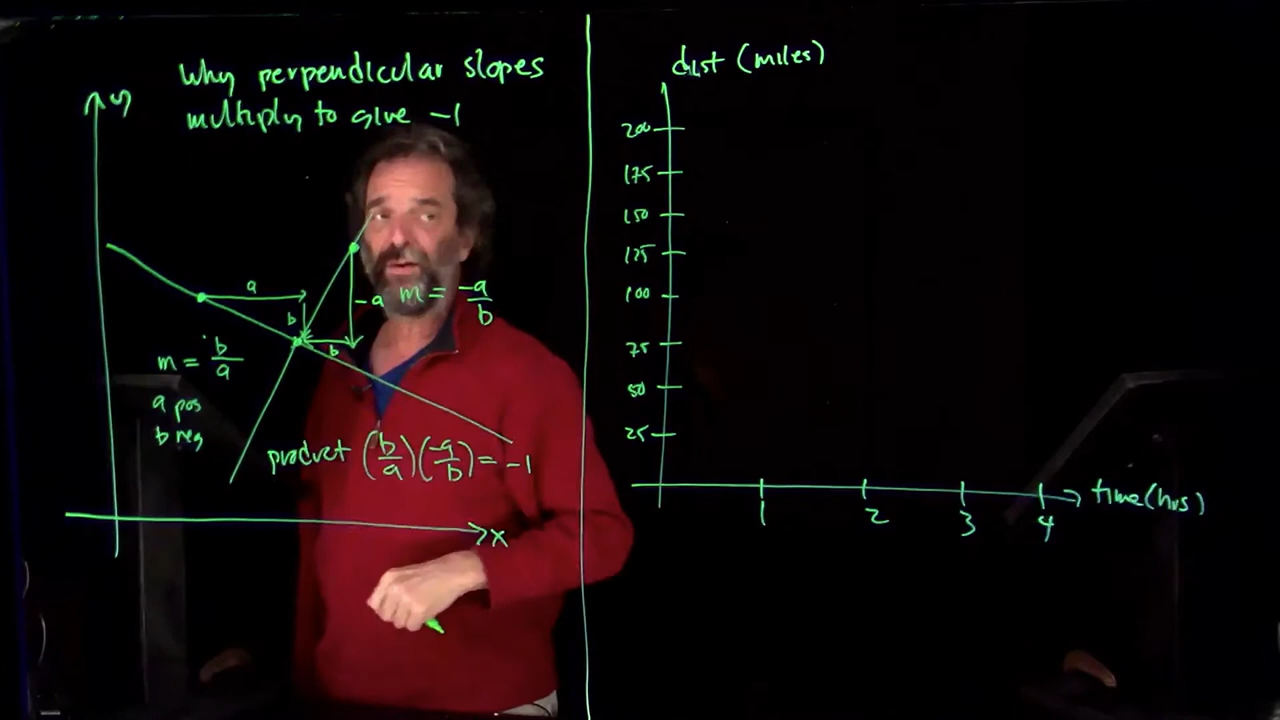 Why perpendicular slopes
multiply to give -1
y
a
b
-a
b
m = -a/b
m = b/a
a pos
b neg
product (b/a)(-a/b) = -1
x
dist (miles)
200
175
150
125
100
75
50
25
1 2 3 4
time (hrs)